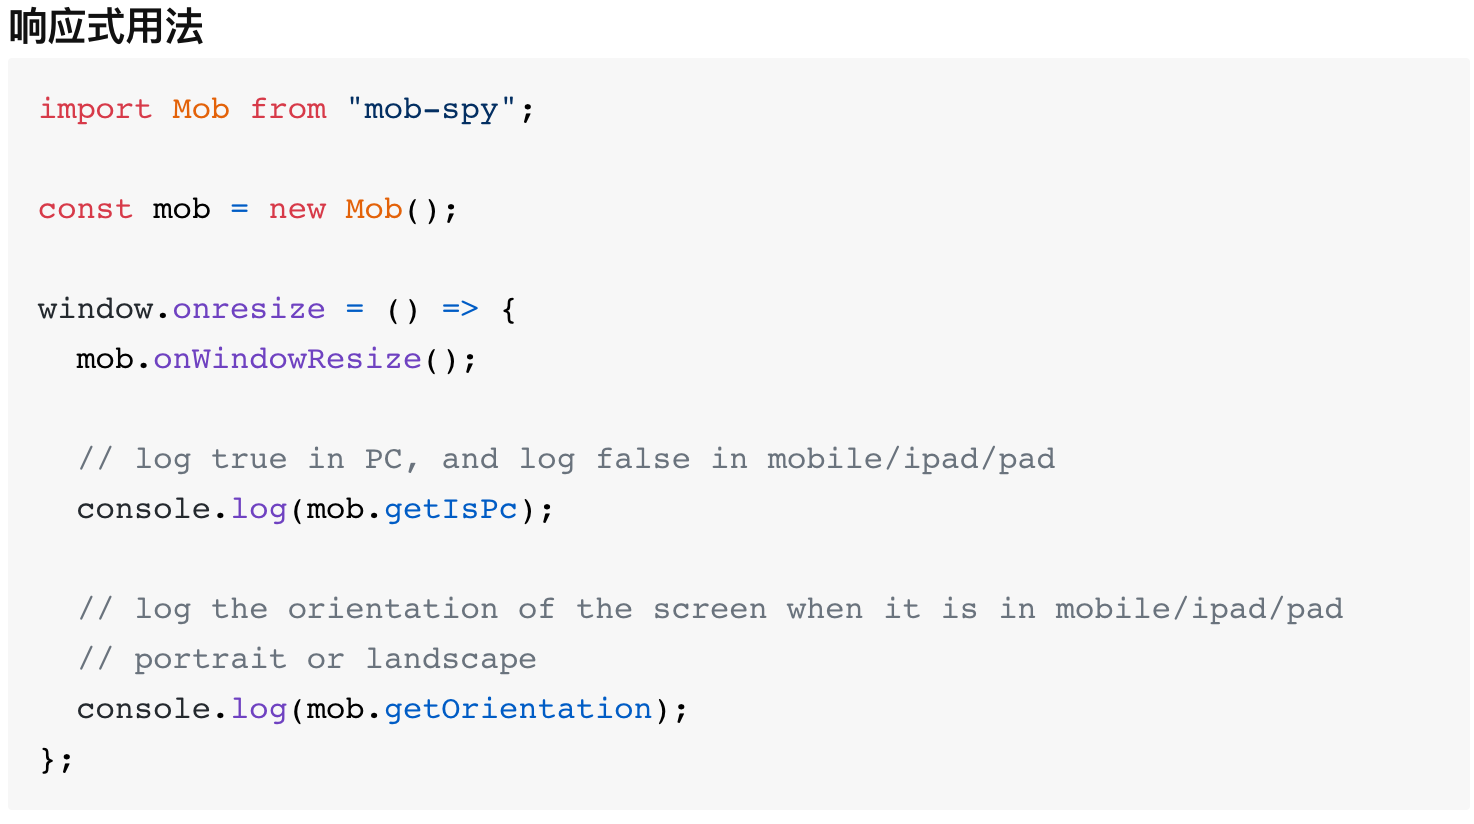 响应式用法
import Mob from "mob-spy";
const mob = new Mob();
window.onresize = () => {
  mob.onWindowResize();
  // log true in PC, and log false in mobile/ipad/pad
  console.log(mob.getIsPc);
  // log the orientation of the screen when it is in mobile/ipad/pad
  // portrait or landscape
  console.log(mob.getOrientation);
};